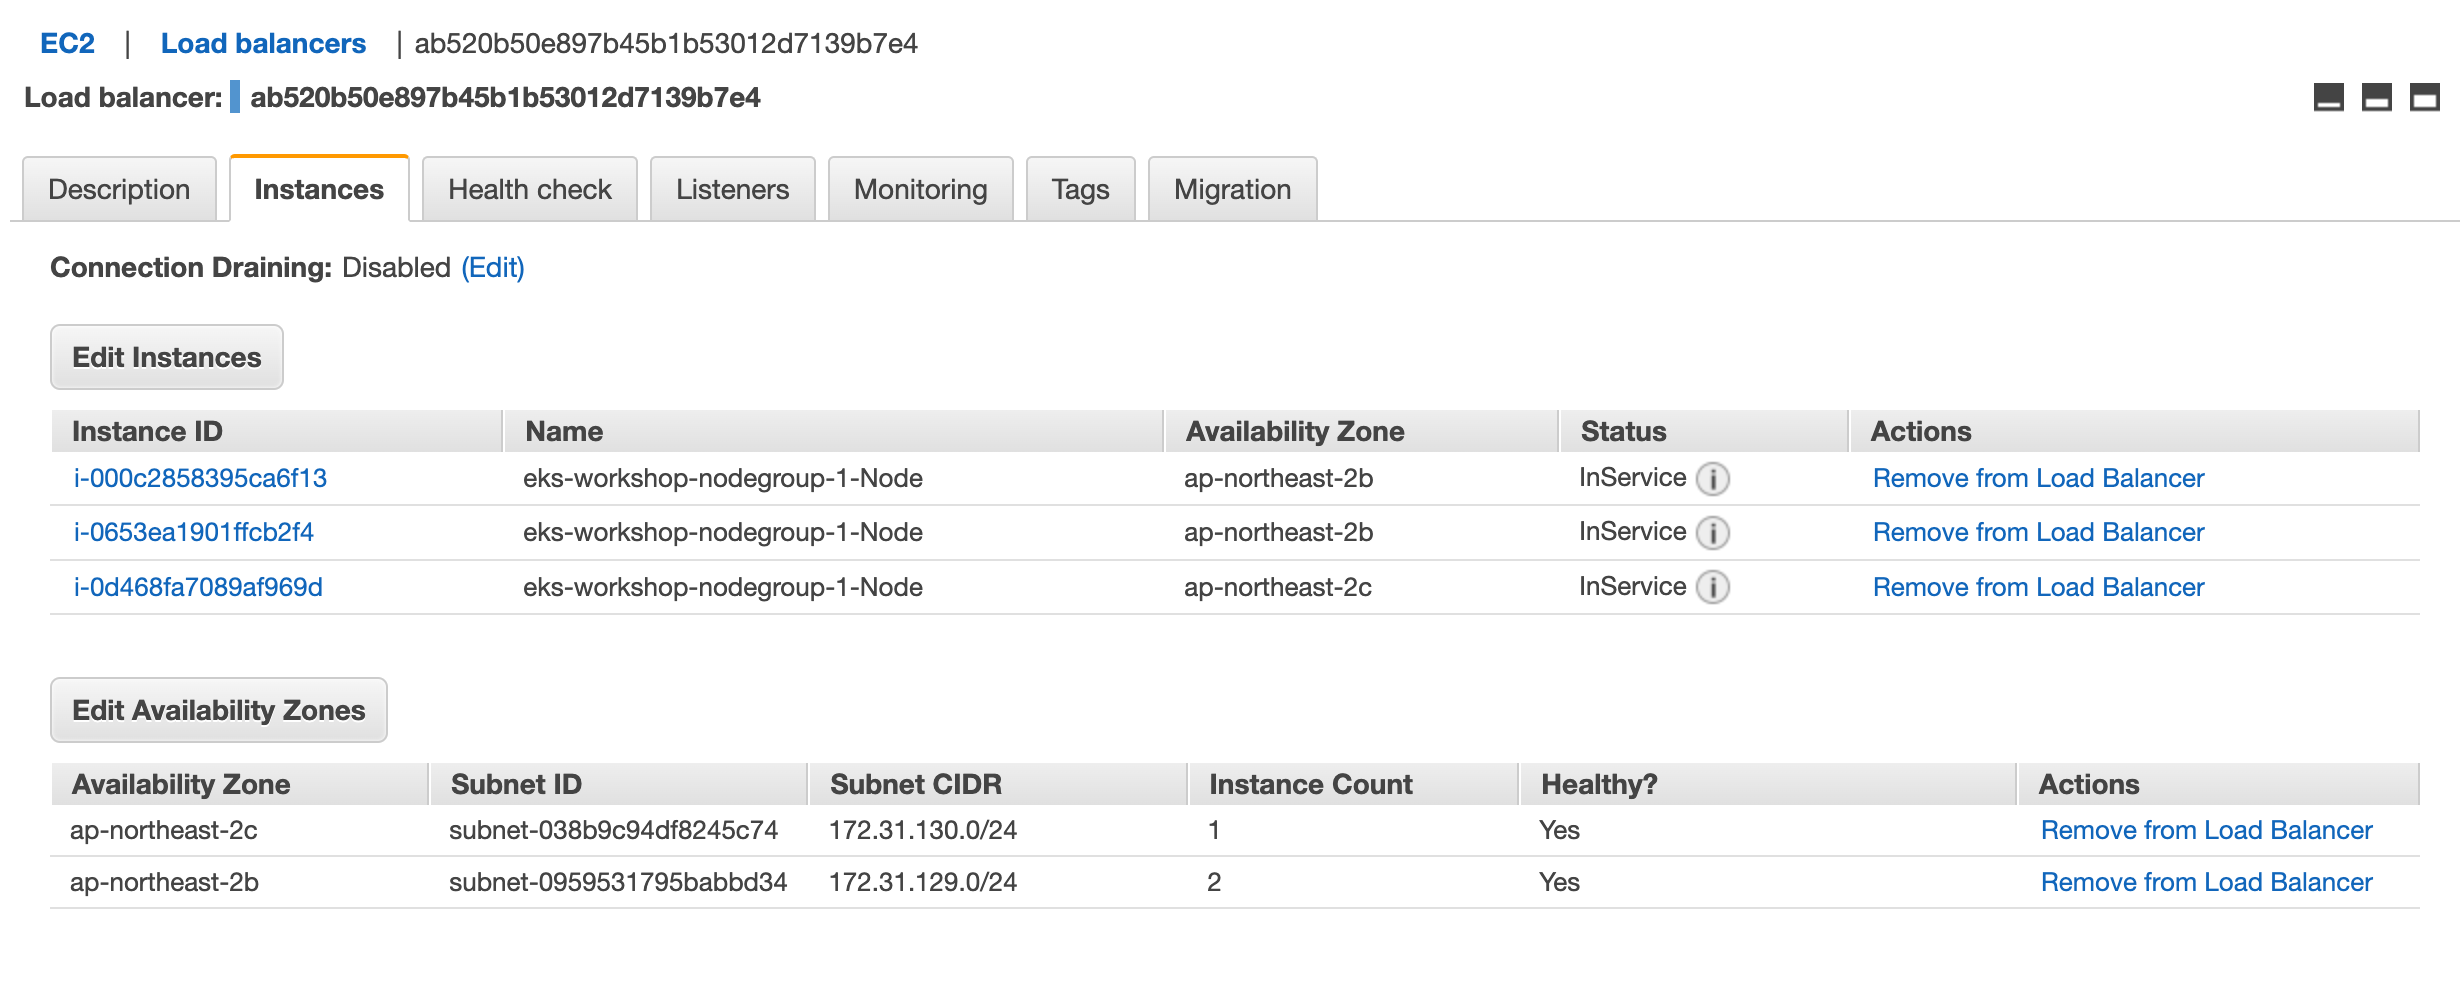 EC2 | Load balancers | ab520b50e897b45b1b53012d7139b7e4
Load balancer: ab520b50e897b45b1b53012d7139b7e4
Description Instances Health check Listeners Monitoring Tags Migration
Connection Draining: Disabled (Edit)
Edit Instances
Instance ID Name Availability Zone Status Actions
i-000c2858395ca6f13 eks-workshop-nodegroup-1-Node ap-northeast-2b InService i Remove from Load Balancer
i-0653ea1901ffcb2f4 eks-workshop-nodegroup-1-Node ap-northeast-2b InService i Remove from Load Balancer
i-0d468fa7089af969d eks-workshop-nodegroup-1-Node ap-northeast-2c InService i Remove from Load Balancer
Edit Availability Zones
Availability Zone Subnet ID Subnet CIDR Instance Count Healthy? Actions
ap-northeast-2c subnet-038b9c94df8245c74 172.31.130.0/24 1 Yes Remove from Load Balancer
ap-northeast-2b subnet-0959531795babbd34 172.31.129.0/24 2 Yes Remove from Load Balancer